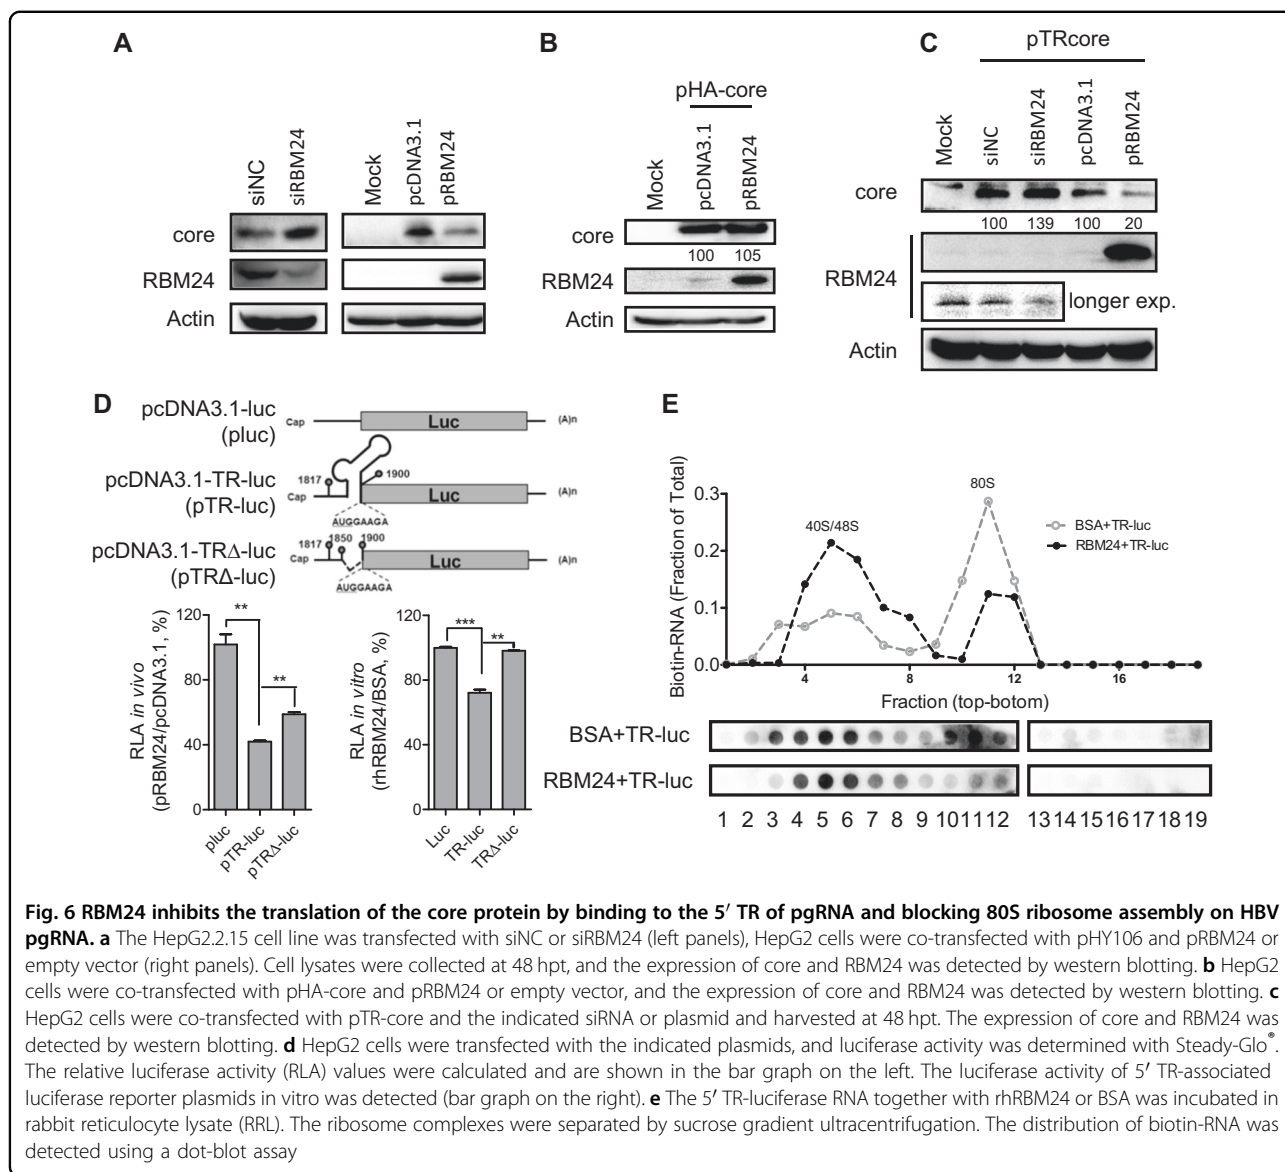 A
siNC
siRBM24
Mock
pcDNA3.1
pRBM24
core
RBM24
Actin
B
pHA-core
Mock
pcDNA3.1
pRBM24
core
100 105
RBM24
Actin
C
pTRcore
Mock
siNC
siRBM24
pcDNA3.1
pRBM24
core
100 139 100 20
RBM24
longer exp.
Actin
D
pcDNA3.1-luc
(pluc)
Cap
Luc
(A)n
pcDNA3.1-TR-luc
(pTR-luc)
1817
1900
Cap
Luc
(A)n
AUGGAAGA
pcDNA3.1-TRΔ-luc
(pTRΔ-luc)
1817 1850 1900
Cap
Luc
(A)n
AUGGAAGA
RLA in vivo
(pRBM24/pcDNA3.1, %)
120
80
40
0
**
**
pluc
pTR-luc
pTRΔ-luc
RLA in vitro
(rhRBM24/BSA, %)
120
80
40
0
***
**
Luc
TR-luc
TRΔ-luc
E
Biotin-RNA (Fraction of Total)
0.3
0.2
0.1
0.0
40S/48S
80S
BSA+TR-luc
RBM24+TR-luc
4 8 12 16
Fraction (top-botom)
BSA+TR-luc
RBM24+TR-luc
1 2 3 4 5 6 7 8 9 10 11 12 13 14 15 16 17 18 19
Fig. 6 RBM24 inhibits the translation of the core protein by binding to the 5′ TR of pgRNA and blocking 80S ribosome assembly on HBV
pgRNA. a The HepG2.2.15 cell line was transfected with siNC or siRBM24 (left panels), HepG2 cells were co-transfected with pHY106 and pRBM24 or
empty vector (right panels). Cell lysates were collected at 48 hpt, and the expression of core and RBM24 was detected by western blotting. b HepG2
cells were co-transfected with pHA-core and pRBM24 or empty vector, and the expression of core and RBM24 was detected by western blotting. c
HepG2 cells were co-transfected with pTR-core and the indicated siRNA or plasmid and harvested at 48 hpt. The expression of core and RBM24 was
detected by western blotting. d HepG2 cells were transfected with the indicated plasmids, and luciferase activity was determined with Steady-Glo®.
The relative luciferase activity (RLA) values were calculated and are shown in the bar graph on the left. The luciferase activity of 5′ TR-associated
luciferase reporter plasmids in vitro was detected (bar graph on the right). e The 5′ TR-luciferase RNA together with rhRBM24 or BSA was incubated in
rabbit reticulocyte lysate (RRL). The ribosome complexes were separated by sucrose gradient ultracentrifugation. The distribution of biotin-RNA was
detected using a dot-blot assay